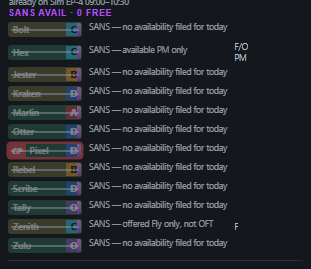 already on Sim EP-4 09:00–10:30
SANS AVAIL · 0 FREE
Bolt C SANS — no availability filed for today
Hex C SANS — available PM only F/O PM
Jester B SANS — no availability filed for today
Kraken D SANS — no availability filed for today
Marlin A SANS — no availability filed for today
Otter D SANS — no availability filed for today
CP Pixel D SANS — no availability filed for today
Rebel B SANS — no availability filed for today
Scribe D SANS — no availability filed for today
Tally O SANS — no availability filed for today
Zenith C SANS — offered Fly only, not OFT F
Zulu O SANS — no availability filed for today